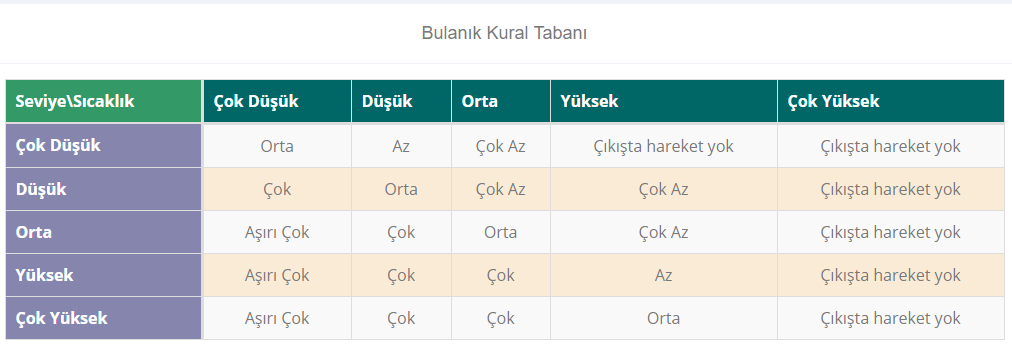 Bulanık Kural Tabanı
Seviye\Sıcaklık Çok Düşük Düşük Orta Yüksek Çok Yüksek
Çok Düşük Orta Az Çok Az Çıkışta hareket yok Çıkışta hareket yok
Düşük Çok Orta Çok Az Çok Az Çıkışta hareket yok
Orta Aşırı Çok Çok Orta Çok Az Çıkışta hareket yok
Yüksek Aşırı Çok Çok Çok Az Çıkışta hareket yok
Çok Yüksek Aşırı Çok Çok Çok Orta Çıkışta hareket yok